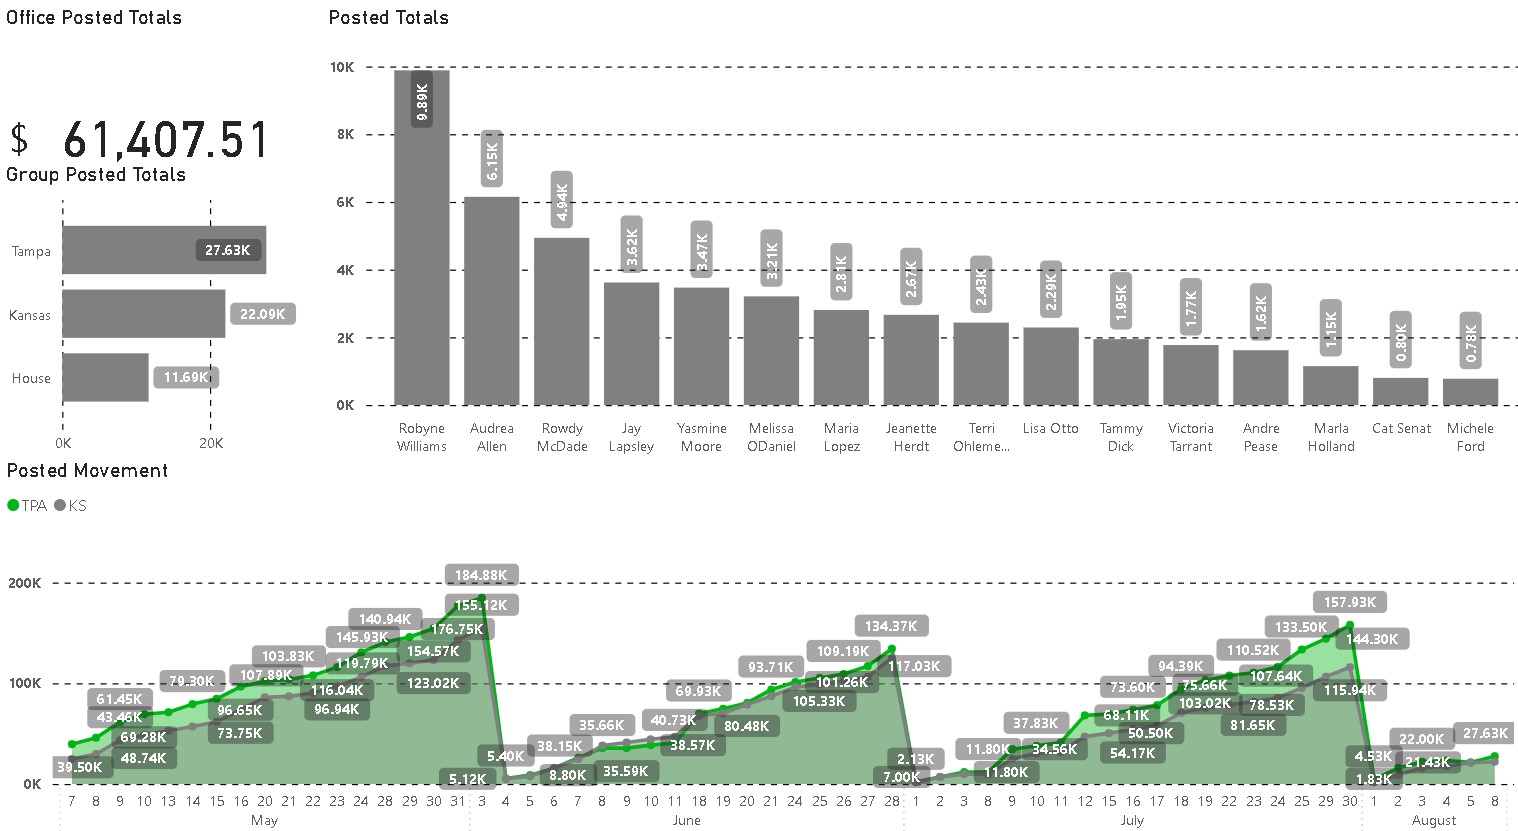 Office Posted Totals
$ 61,407.51
Group Posted Totals
Tampa
27.63K
Kansas
22.09K
House
11.69K
0K
20K
Posted Totals
10K
8K
6K
4K
2K
0K
9.89K
6.15K
4.94K
3.62K
3.47K
3.21K
2.81K
2.67K
2.43K
2.29K
1.95K
1.77K
1.62K
1.15K
0.80K
0.78K
Robyne Williams
Audrea Allen
Rowdy McDade
Jay Lapsley
Yasmine Moore
Melissa ODaniel
Maria Lopez
Jeanette Herdt
Terri Ohleme...
Lisa Otto
Tammy Dick
Victoria Tarrant
Andre Pease
Marla Holland
Cat Senat
Michele Ford
Posted Movement
TPA KS
200K
100K
0K
39.50K
61.45K
43.46K
69.28K
48.74K
79.30K
96.65K
73.75K
103.83K
107.89K
116.04K
96.94K
145.93K
119.79K
140.94K
154.57K
123.02K
176.75K
184.88K
155.12K
5.12K
5.40K
38.15K
8.80K
35.66K
35.59K
40.73K
38.57K
69.93K
80.48K
93.71K
105.33K
109.19K
101.26K
134.37K
117.03K
7.00K
2.13K
11.80K
11.80K
37.83K
34.56K
73.60K
68.11K
50.50K
54.17K
94.39K
75.66K
103.02K
110.52K
81.65K
78.53K
107.64K
133.50K
157.93K
144.30K
115.94K
4.53K
1.83K
22.00K
21.43K
27.63K
7 8 9 10 13 14 15 16 20 21 22 23 24 28 29 30 31 3 4 5 6 7 8 9 10 11 18 19 20 21 24 25 26 27 28 1 2 3 8 9 10 11 12 15 16 17 18 19 22 23 24 25 29 30 1 2 3 4 5 8
May June July August